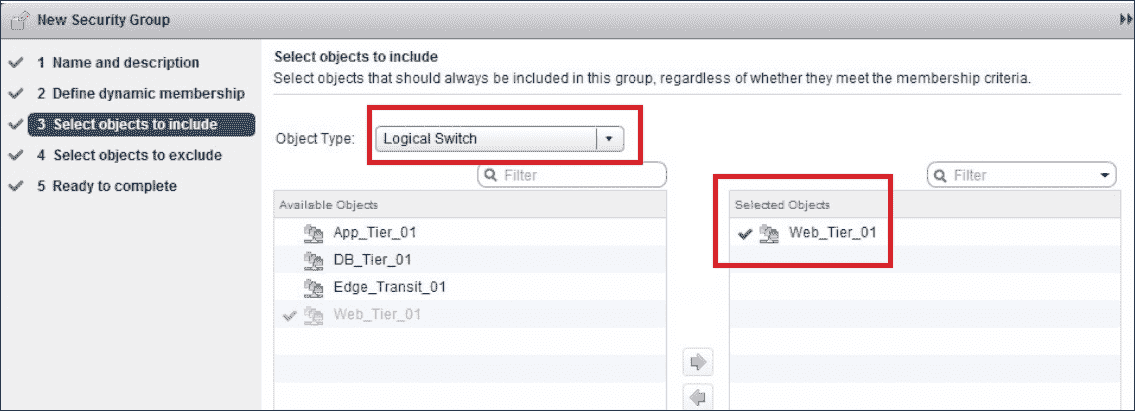 New Security Group
1 Name and description
2 Define dynamic membership
3 Select objects to include
4 Select objects to exclude
5 Ready to complete
Select objects to include
Select objects that should always be included in this group, regardless of whether they meet the membership criteria.
Object Type: Logical Switch
Filter
Available Objects
App_Tier_01
DB_Tier_01
Edge_Transit_01
Web_Tier_01
Filter
Selected Objects
Web_Tier_01